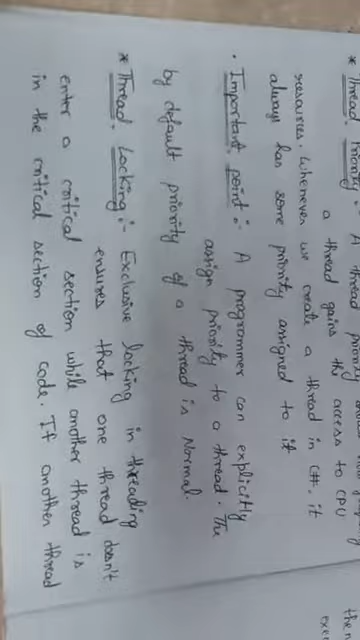 * Thread Priority :- A thread priority
a thread gains the access to CPU
resources. Whenever we create a thread in C#, it
always has some priority assigned to it
• Important point :- A programmer can explicitly
assign priority to a thread. The
by default priority of a thread is Normal.
* Thread Locking :- Exclusive locking in threading
ensures that one thread doesn't
enter a critical section while another thread is
in the critical section of code. If another thread
the